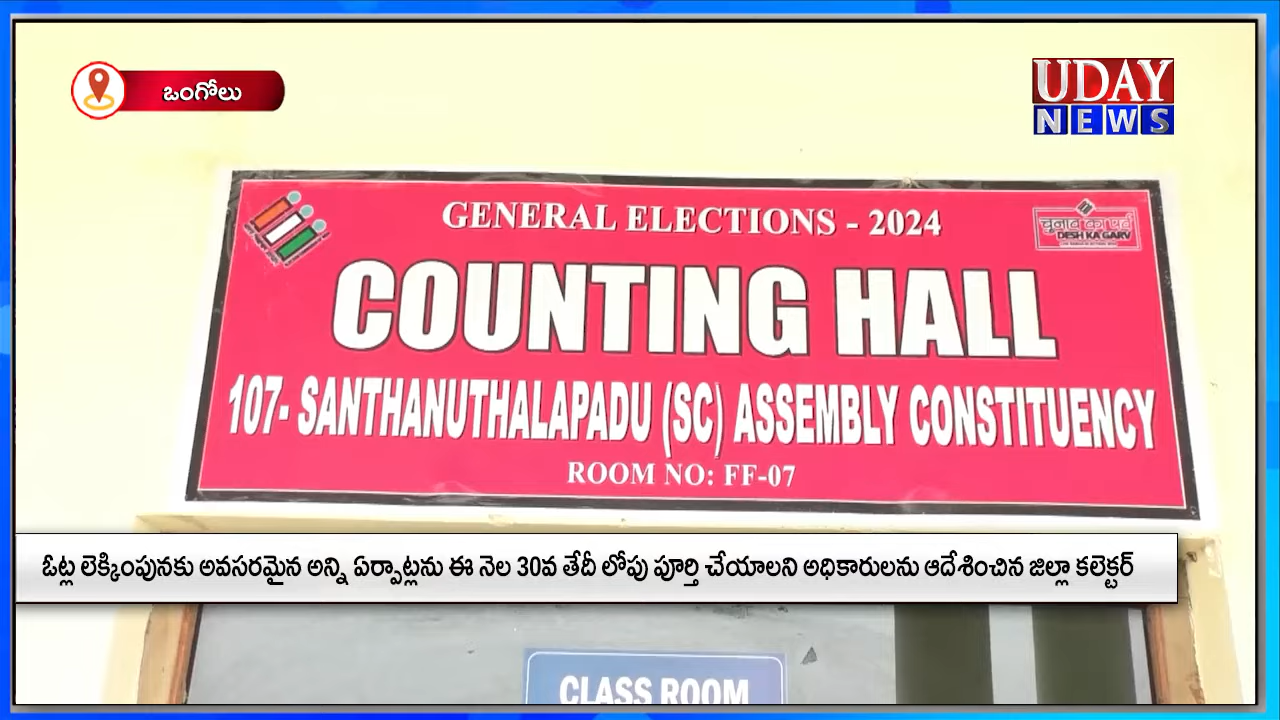 ఒంగోలు
UDAY
NEWS
GENERAL ELECTIONS - 2024
चुनाव का पर्व
DESH KA GARV
COUNTING HALL
107- SANTHANUTHALAPADU (SC) ASSEMBLY CONSTITUENCY
ROOM NO: FF-07
ఓట్ల లెక్కింపునకు అవసరమైన అన్ని ఏర్పాట్లను ఈ నెల 30వ తేదీ లోపు పూర్తి చేయాలని అధికారులను ఆదేశించిన జిల్లా కలెక్టర్
CLASS ROOM